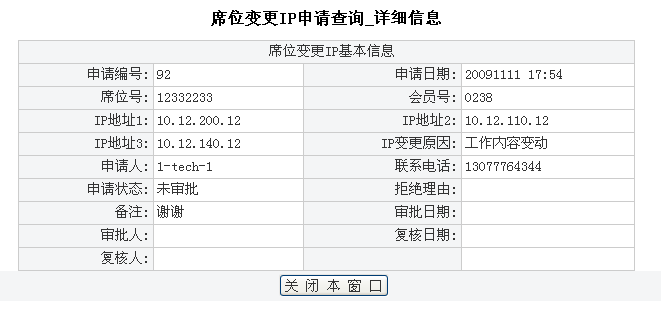 席位变更IP申请查询_详细信息
席位变更IP基本信息
申请编号: 92 申请日期: 20091111 17:54
席位号: 12332233 会员号: 0238
IP地址1: 10.12.200.12 IP地址2: 10.12.110.12
IP地址3: 10.12.140.12 IP变更原因: 工作内容变动
申请人: 1-tech-1 联系电话: 13077764344
申请状态: 未审批 拒绝理由:
备注: 谢谢 审批日期:
审批人: 复核日期:
复核人:
关 闭 本 窗 口